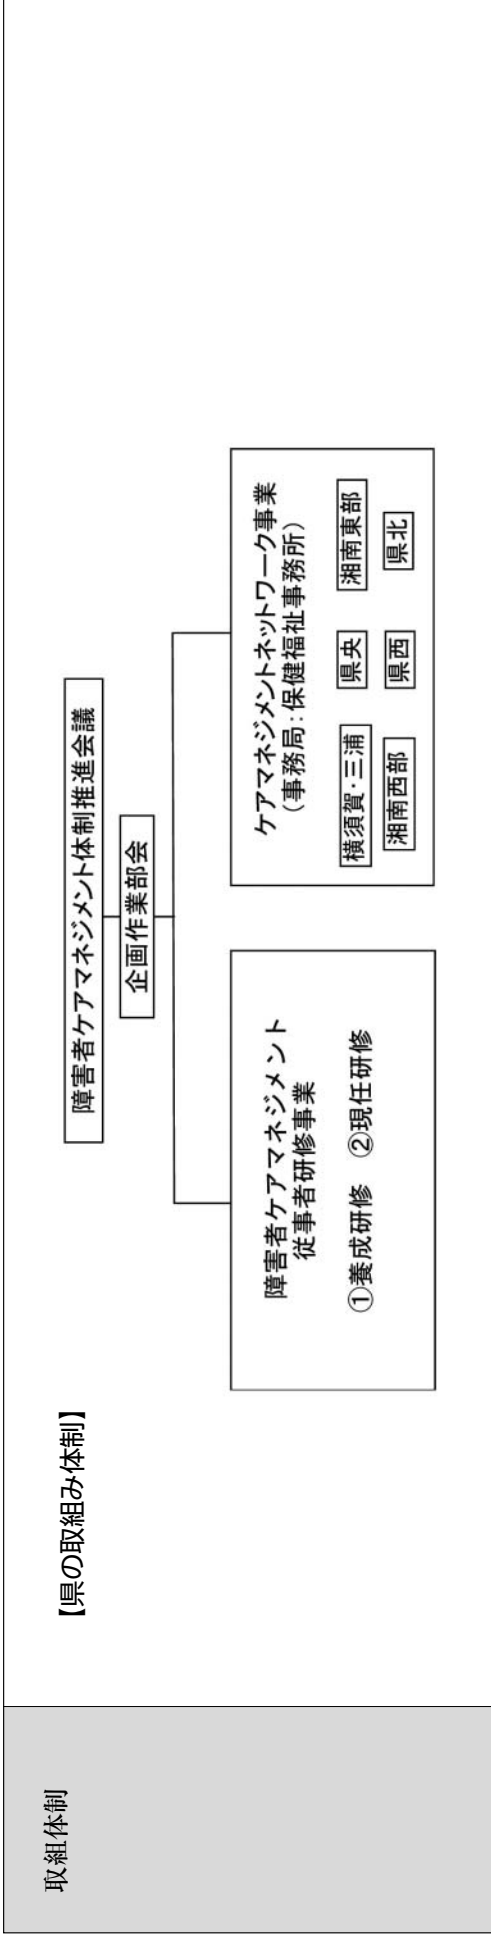 取組体制
【県の取組み体制】
障害者ケアマネジメント体制推進会議
企画作業部会
障害者ケアマネジメント
従事者研修事業
①養成研修 ②現任研修
ケアマネジメントネットワーク事業
（事務局：保健福祉事務所）
横須賀・三浦 県央 湘南東部
湘南西部 県西 県北